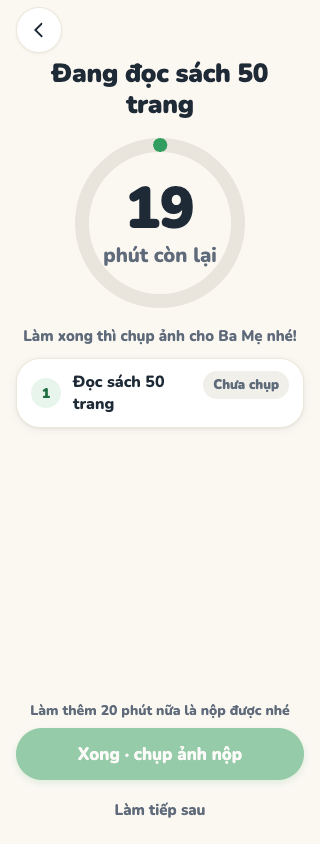 Đang đọc sách 50
trang
19
phút còn lại
Làm xong thì chụp ảnh cho Ba Mẹ nhé!
1
Đọc sách 50
trang
Chưa chụp
Làm thêm 20 phút nữa là nộp được nhé
Xong · chụp ảnh nộp
Làm tiếp sau